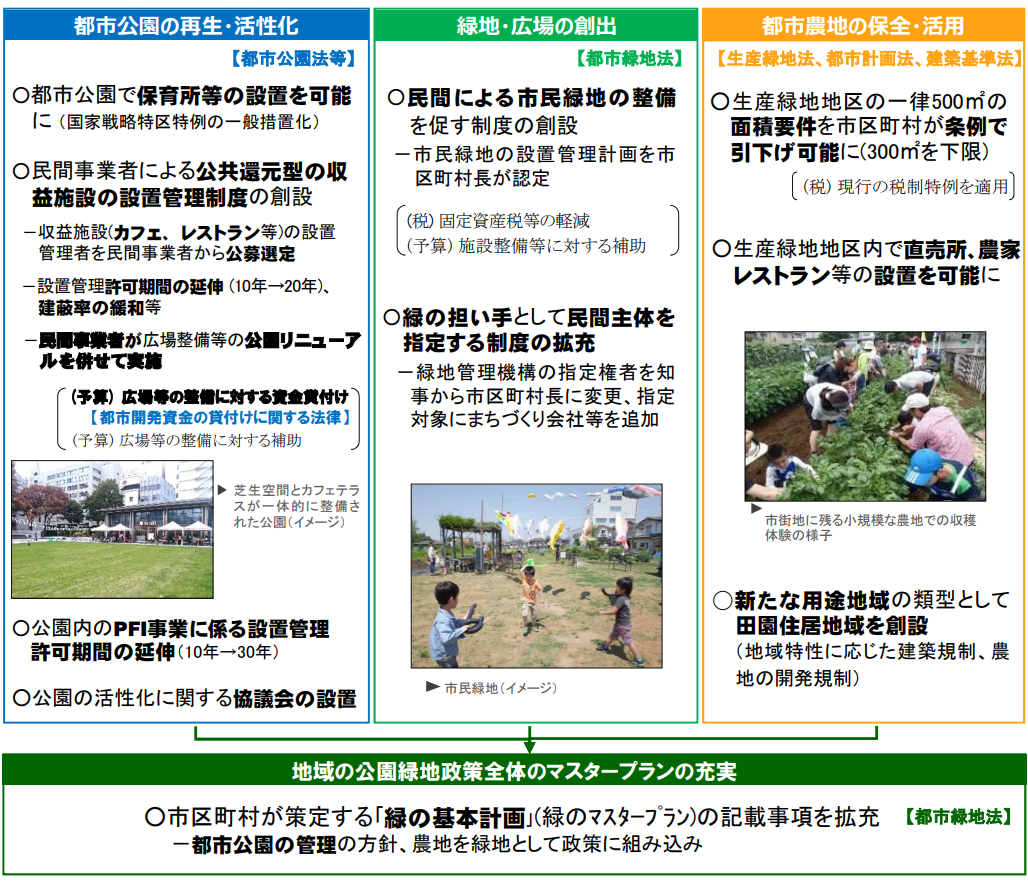 都市公園の再生・活性化
【都市公園法等】
○都市公園で保育所等の設置を可能
に（国家戦略特区特例の一般措置化）
○民間事業者による公共還元型の収
益施設の設置管理制度の創設
－収益施設(カフェ、レストラン等)の設置
管理者を民間事業者から公募選定
－設置管理許可期間の延伸（10年→20年）、
建蔽率の緩和等
－民間事業者が広場整備等の公園リニューア
ルを併せて実施
（予算）広場等の整備に対する資金貸付け
【都市開発資金の貸付けに関する法律】
（予算）広場等の整備に対する補助
▶ 芝生空間とカフェテラ
スが一体的に整備さ
れた公園（イメージ）
○公園内のPFI事業に係る設置管理
許可期間の延伸（10年→30年）
○公園の活性化に関する協議会の設置
緑地・広場の創出
【都市緑地法】
○民間による市民緑地の整備
を促す制度の創設
－市民緑地の設置管理計画を市
区町村長が認定
（税）固定資産税等の軽減
（予算）施設整備等に対する補助
○緑の担い手として民間主体を
指定する制度の拡充
－緑地管理機構の指定権者を知
事から市区町村長に変更、指定
対象にまちづくり会社等を追加
▶ 市民緑地（イメージ）
都市農地の保全・活用
【生産緑地法、都市計画法、建築基準法】
○生産緑地地区の一律500㎡の
面積要件を市区町村が条例で
引下げ可能に（300㎡を下限）
（税）現行の税制特例を適用
○生産緑地地区内で直売所、農家
レストラン等の設置を可能に
▶
市街地に残る小規模な農地での収穫
体験の様子
○新たな用途地域の類型として
田園住居地域を創設
（地域特性に応じた建築規制、農
地の開発規制）
地域の公園緑地政策全体のマスタープランの充実
○市区町村が策定する「緑の基本計画」（緑のマスタープラン）の記載事項を拡充
【都市緑地法】
－都市公園の管理の方針、農地を緑地として政策に組み込み